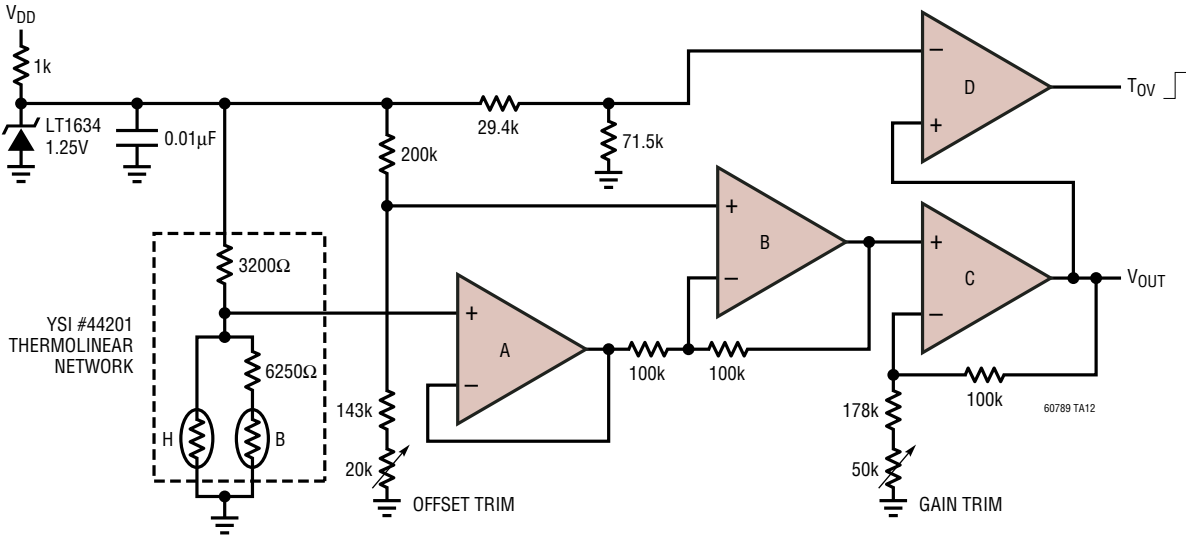 VDD
1k
LT1634
1.25V
0.01µF
200k
29.4k
71.5k
−
+
D
TOV
3200Ω
YSI #44201
THERMOLINEAR
NETWORK
6250Ω
H
B
+
−
A
143k
20k
OFFSET TRIM
100k
100k
+
−
B
+
−
C
VOUT
100k
178k
50k
GAIN TRIM
60789 TA12